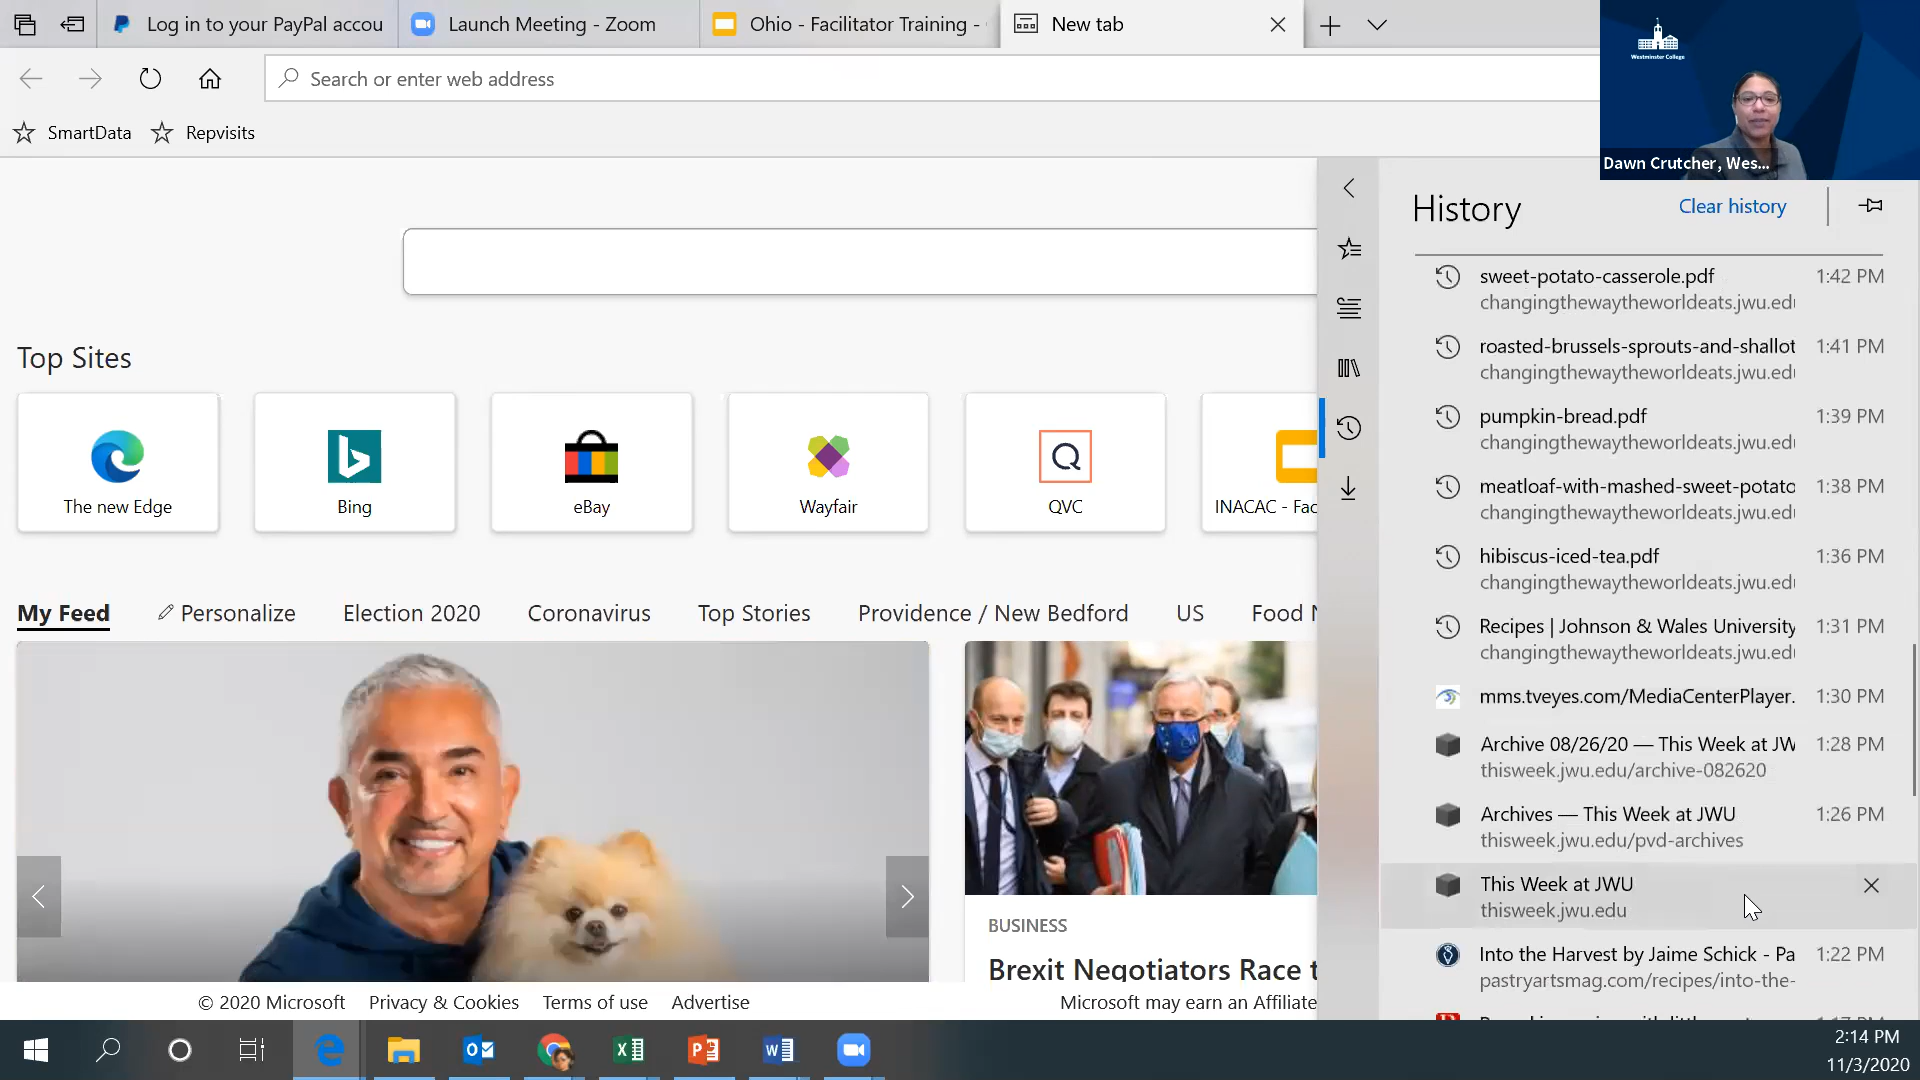 Log in to your PayPal accou
Launch Meeting - Zoom
Ohio - Facilitator Training -
New tab
Search or enter web address
SmartData
Repvisits
Westminster College
Dawn Crutcher, Wes...
History
Clear history
sweet-potato-casserole.pdf 1:42 PM
changingthewaytheworldeats.jwu.edu
roasted-brussels-sprouts-and-shallot 1:41 PM
changingthewaytheworldeats.jwu.edu
pumpkin-bread.pdf 1:39 PM
changingthewaytheworldeats.jwu.edu
meatloaf-with-mashed-sweet-potato 1:38 PM
changingthewaytheworldeats.jwu.edu
hibiscus-iced-tea.pdf 1:36 PM
changingthewaytheworldeats.jwu.edu
Recipes | Johnson & Wales University 1:31 PM
changingthewaytheworldeats.jwu.edu
mms.tveyes.com/MediaCenterPlayer. 1:30 PM
Archive 08/26/20 — This Week at JW 1:28 PM
thisweek.jwu.edu/archive-082620
Archives — This Week at JWU 1:26 PM
thisweek.jwu.edu/pvd-archives
This Week at JWU
thisweek.jwu.edu
Into the Harvest by Jaime Schick - Pa 1:22 PM
pastryartsmag.com/recipes/into-the-
Top Sites
The new Edge
Bing
eBay
Wayfair
Q
QVC
INACAC - Fac
My Feed
Personalize
Election 2020
Coronavirus
Top Stories
Providence / New Bedford
US
Food N
BUSINESS
Brexit Negotiators Race t
© 2020 Microsoft
Privacy & Cookies
Terms of use
Advertise
Microsoft may earn an Affiliate
2:14 PM
11/3/2020